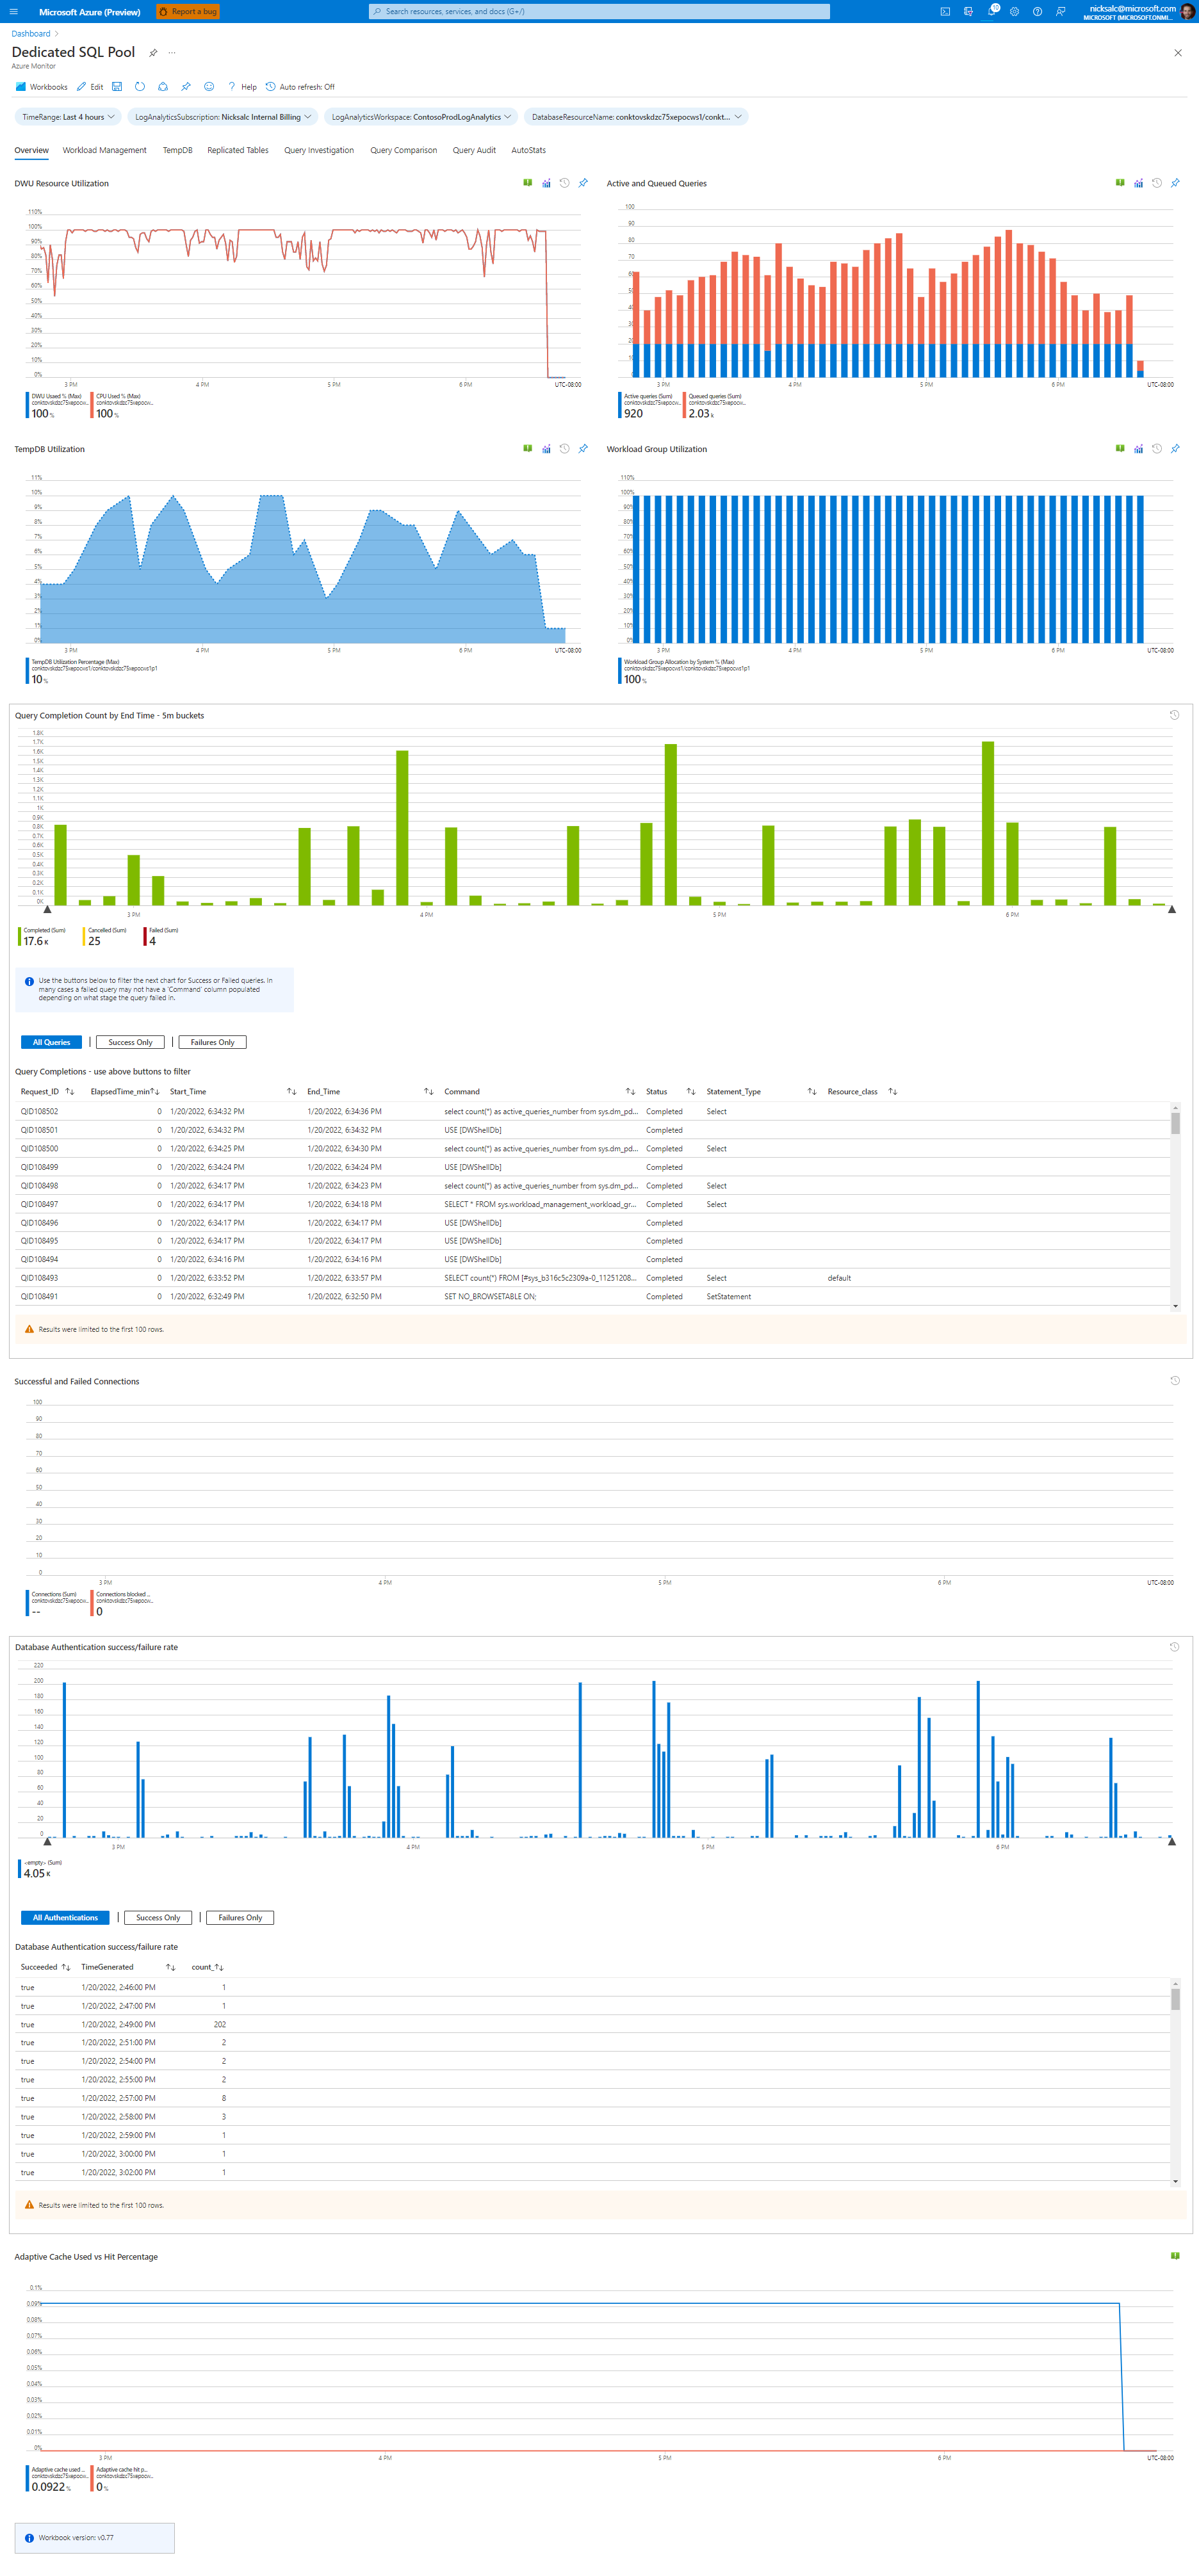 Microsoft Azure (Preview) Report a bug Search resources, services, and docs (G+/) 10 nicksalc@microsoft.com
MICROSOFT (MICROSOFT.ONMI...
Dashboard >
Dedicated SQL Pool ...
Azure Monitor
Workbooks Edit Help Auto refresh: Off
TimeRange: Last 4 hours LogAnalyticsSubscription: Nicksalc Internal Billing LogAnalyticsWorkspace: ContosoProdLogAnalytics DatabaseResourceName: conktovskdzc75xepocws1/conkt...
Overview Workload Management TempDB Replicated Tables Query Investigation Query Comparison Query Audit AutoStats
DWU Resource Utilization
110%
100%
90%
80%
70%
60%
50%
40%
30%
20%
10%
0%
3 PM 4 PM 5 PM 6 PM UTC-08:00
DWU Used % (Max) CPU Used % (Max)
conktovskdzc75xepocw... conktovskdzc75xepocw...
100 % 100 %
Active and Queued Queries
100
90
80
70
60
50
40
30
20
10
0
3 PM 4 PM 5 PM 6 PM UTC-08:00
Active queries (Sum) Queued queries (Sum)
conktovskdzc75xepocw... conktovskdzc75xepocw...
920 2.03 k
TempDB Utilization
11%
10%
9%
8%
7%
6%
5%
4%
3%
2%
1%
0%
3 PM 4 PM 5 PM 6 PM UTC-08:00
TempDB Utilization Percentage (Max)
conktovskdzc75xepocws1/conktovskdzc75xepocws1p1
10 %
Workload Group Utilization
110%
100%
90%
80%
70%
60%
50%
40%
30%
20%
10%
0%
3 PM 4 PM 5 PM 6 PM UTC-08:00
Workload Group Allocation by System % (Max)
conktovskdzc75xepocws1/conktovskdzc75xepocws1p1
100 %
Query Completion Count by End Time - 5m buckets
1.8K
1.7K
1.6K
1.5K
1.4K
1.3K
1.2K
1.1K
1K
0.9K
0.8K
0.7K
0.6K
0.5K
0.4K
0.3K
0.2K
0.1K
0K
3 PM 4 PM 5 PM 6 PM
Completed (Sum) Cancelled (Sum) Failed (Sum)
17.6 K 25 4
Use the buttons below to filter the next chart for Success or Failed queries. In
many cases a failed query may not have a 'Command' column populated
depending on what stage the query failed in.
All Queries | Success Only | Failures Only
Query Completions - use above buttons to filter
Request_ID ElapsedTime_min Start_Time End_Time Command Status Statement_Type Resource_class
QID108502 0 1/20/2022, 6:34:32 PM 1/20/2022, 6:34:36 PM select count(*) as active_queries_number from sys.dm_pd... Completed Select
QID108501 0 1/20/2022, 6:34:32 PM 1/20/2022, 6:34:32 PM USE [DWShellDb] Completed
QID108500 0 1/20/2022, 6:34:25 PM 1/20/2022, 6:34:30 PM select count(*) as active_queries_number from sys.dm_pd... Completed Select
QID108499 0 1/20/2022, 6:34:24 PM 1/20/2022, 6:34:24 PM USE [DWShellDb] Completed
QID108498 0 1/20/2022, 6:34:17 PM 1/20/2022, 6:34:23 PM select count(*) as active_queries_number from sys.dm_pd... Completed Select
QID108497 0 1/20/2022, 6:34:17 PM 1/20/2022, 6:34:18 PM SELECT * FROM sys.workload_management_workload_gr... Completed Select
QID108496 0 1/20/2022, 6:34:17 PM 1/20/2022, 6:34:17 PM USE [DWShellDb] Completed
QID108495 0 1/20/2022, 6:34:17 PM 1/20/2022, 6:34:17 PM USE [DWShellDb] Completed
QID108494 0 1/20/2022, 6:34:16 PM 1/20/2022, 6:34:16 PM USE [DWShellDb] Completed
QID108493 0 1/20/2022, 6:33:52 PM 1/20/2022, 6:33:57 PM SELECT count(*) FROM [#sys_b316c5c2309a-0_11251208... Completed Select default
QID108491 0 1/20/2022, 6:32:49 PM 1/20/2022, 6:32:50 PM SET NO_BROWSETABLE ON; Completed SetStatement
Results were limited to the first 100 rows.
Successful and Failed Connections
100
90
80
70
60
50
40
30
20
10
0
3 PM 4 PM 5 PM 6 PM UTC-08:00
Connections (Sum) Connections blocked ...
conktovskdzc75xepocw... conktovskdzc75xepocw...
-- 0
Database Authentication success/failure rate
220
200
180
160
140
120
100
80
60
40
20
0
3 PM 4 PM 5 PM 6 PM
<empty> (Sum)
4.05 K
All Authentications | Success Only | Failures Only
Database Authentication success/failure rate
Succeeded TimeGenerated count_
true 1/20/2022, 2:46:00 PM 1
true 1/20/2022, 2:47:00 PM 1
true 1/20/2022, 2:49:00 PM 202
true 1/20/2022, 2:51:00 PM 2
true 1/20/2022, 2:54:00 PM 2
true 1/20/2022, 2:55:00 PM 2
true 1/20/2022, 2:57:00 PM 8
true 1/20/2022, 2:58:00 PM 3
true 1/20/2022, 2:59:00 PM 1
true 1/20/2022, 3:00:00 PM 1
true 1/20/2022, 3:02:00 PM 1
Results were limited to the first 100 rows.
Adaptive Cache Used vs Hit Percentage
0.1%
0.09%
0.08%
0.07%
0.06%
0.05%
0.04%
0.03%
0.02%
0.01%
0%
3 PM 4 PM 5 PM 6 PM UTC-08:00
Adaptive cache used ... Adaptive cache hit p...
conktovskdzc75xepocw... conktovskdzc75xepocw...
0.0922 % 0 %
Workbook version: v0.77